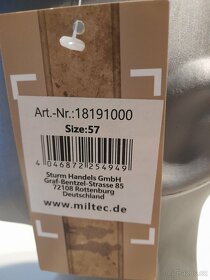 Art.-Nr.:18191000
Size:57
4 046872 254949
Sturm Handels GmbH
Graf-Bentzel-Strasse 85
72108 Rottenburg
Deutschland
www.miltec.de